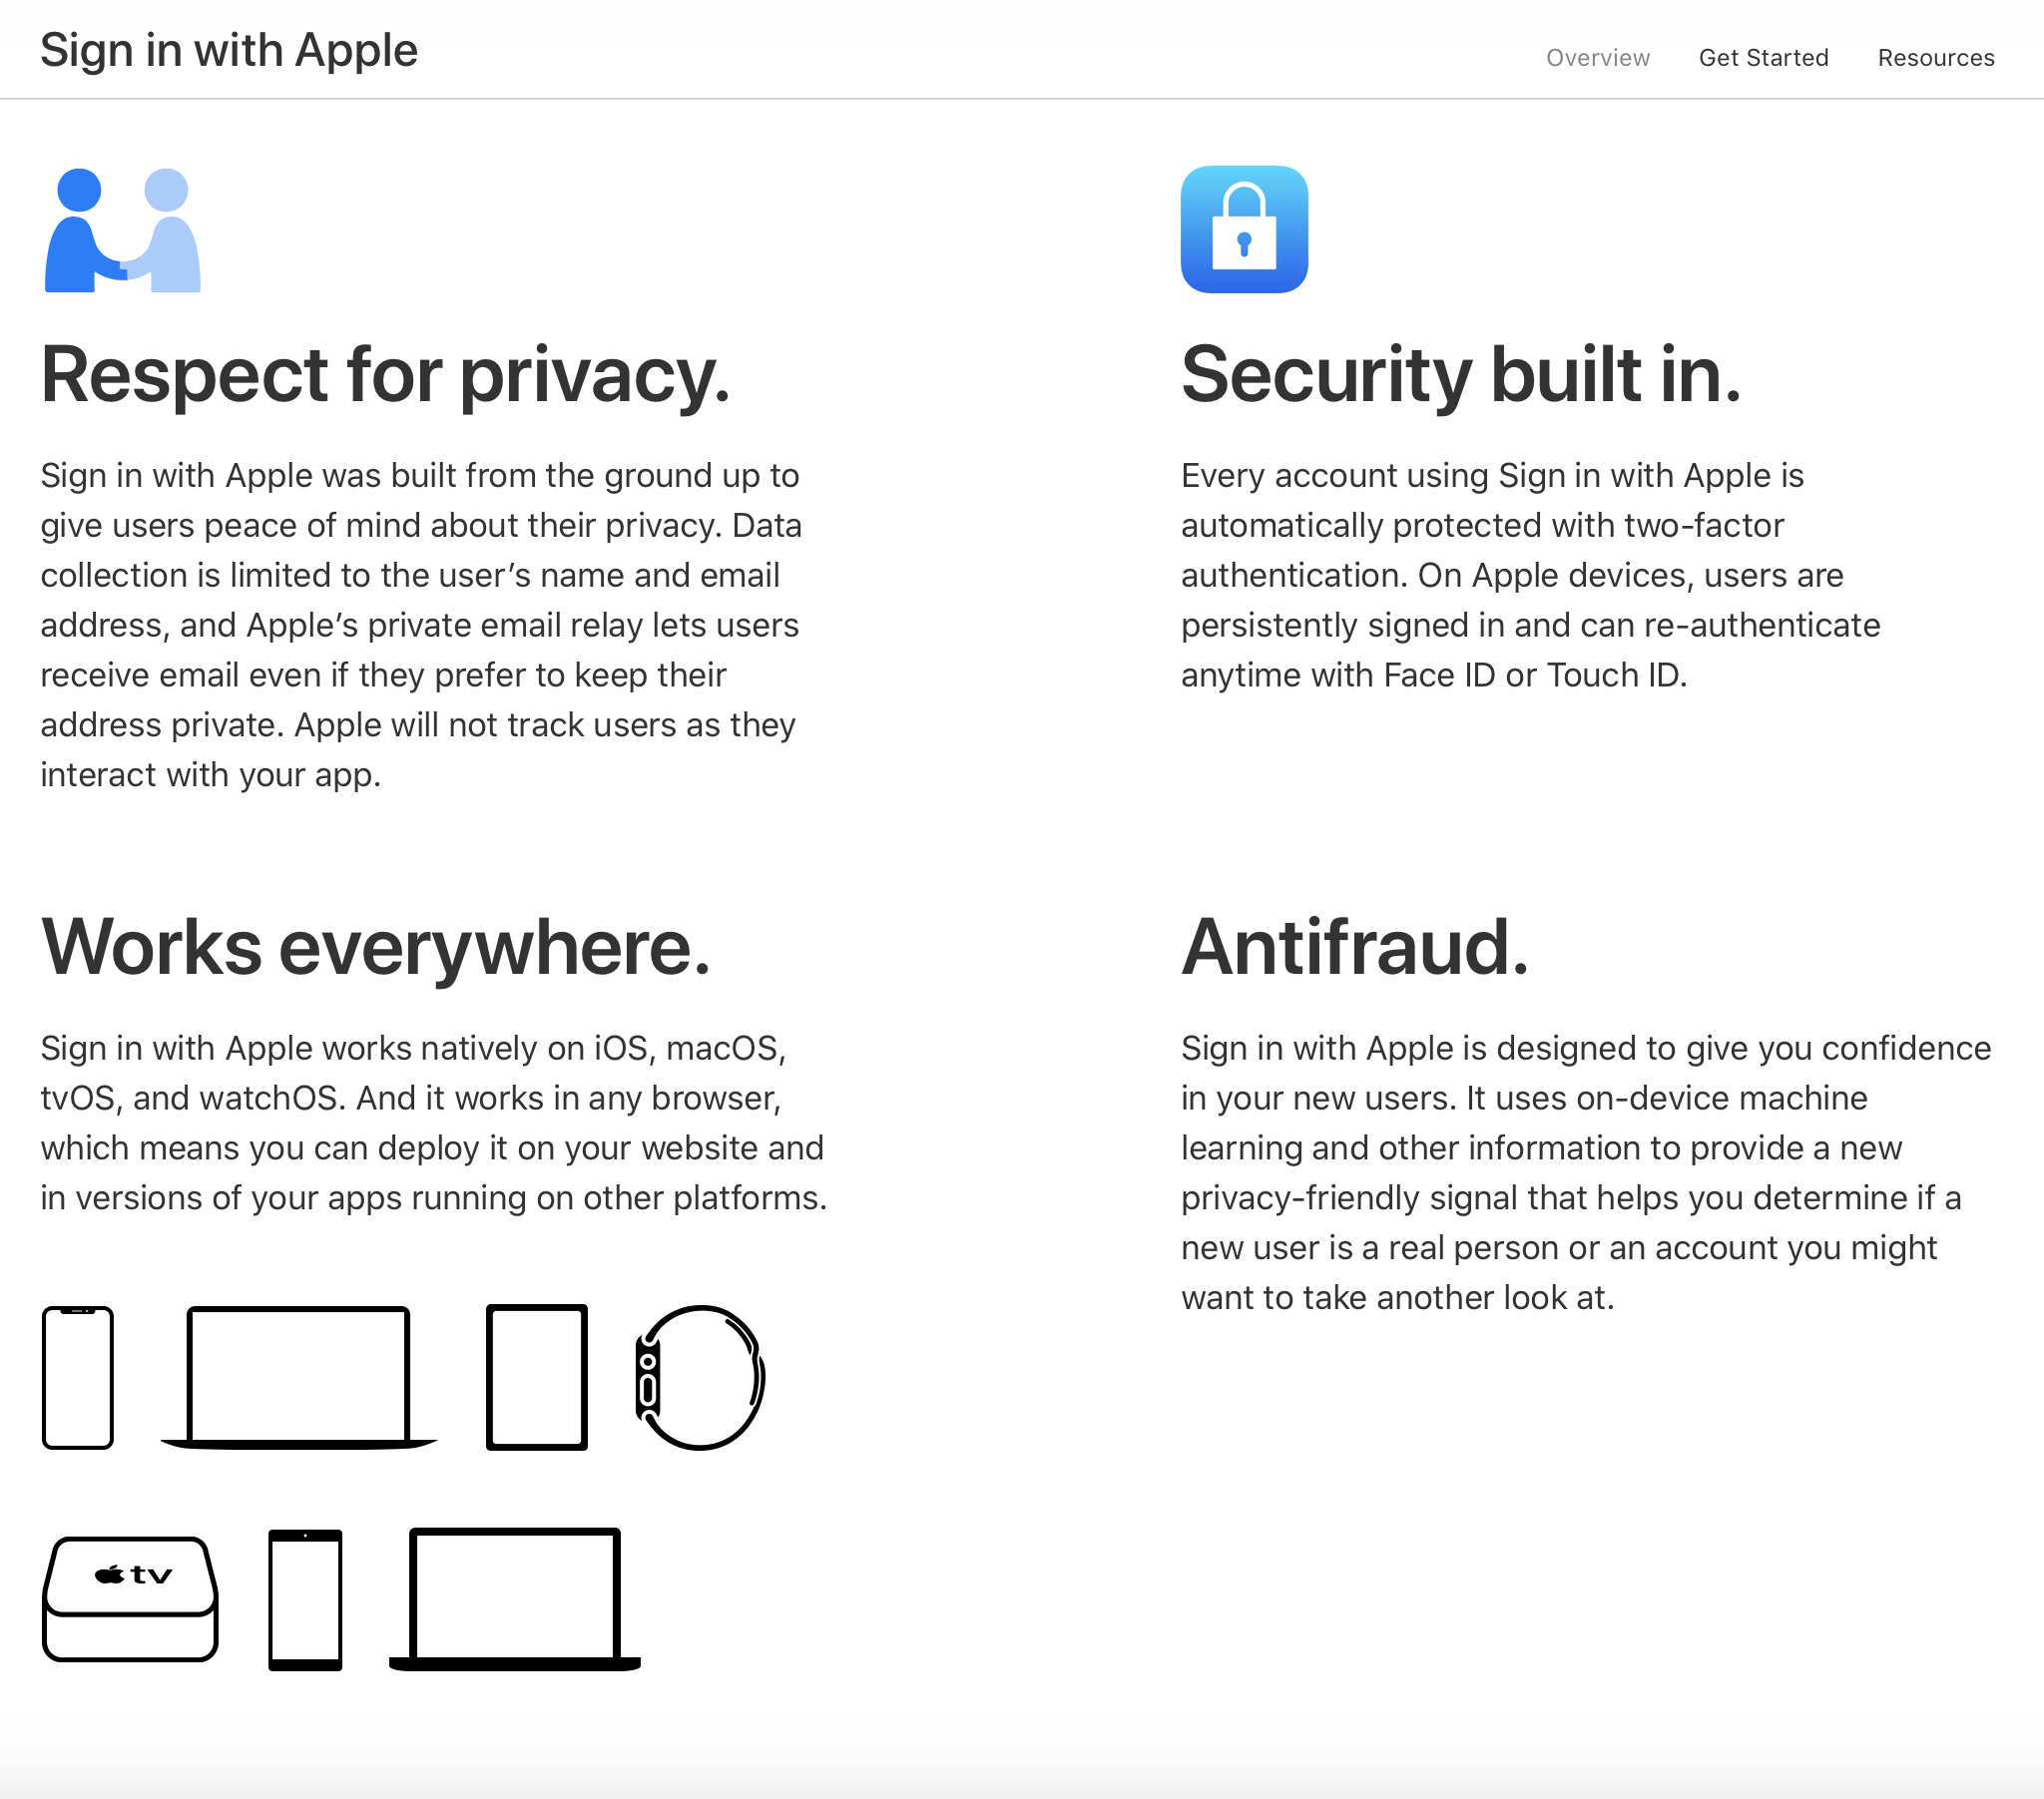 Sign in with Apple
Overview
Get Started
Resources
Respect for privacy.
Sign in with Apple was built from the ground up to
give users peace of mind about their privacy. Data
collection is limited to the user’s name and email
address, and Apple’s private email relay lets users
receive email even if they prefer to keep their
address private. Apple will not track users as they
interact with your app.
Security built in.
Every account using Sign in with Apple is
automatically protected with two-factor
authentication. On Apple devices, users are
persistently signed in and can re-authenticate
anytime with Face ID or Touch ID.
Works everywhere.
Sign in with Apple works natively on iOS, macOS,
tvOS, and watchOS. And it works in any browser,
which means you can deploy it on your website and
in versions of your apps running on other platforms.
tv
Antifraud.
Sign in with Apple is designed to give you confidence
in your new users. It uses on-device machine
learning and other information to provide a new
privacy-friendly signal that helps you determine if a
new user is a real person or an account you might
want to take another look at.